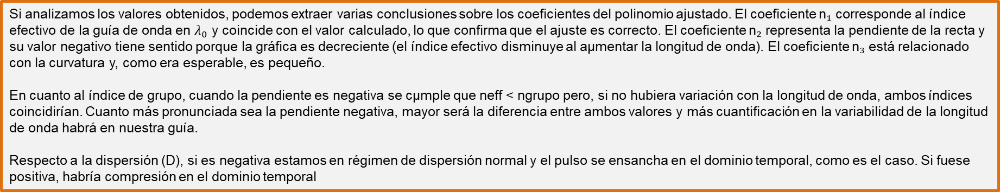 Si analizamos los valores obtenidos, podemos extraer varias conclusiones sobre los coeficientes del polinomio ajustado. El coeficiente n₁ corresponde al índice
efectivo de la guía de onda en λ₀ y coincide con el valor calculado, lo que confirma que el ajuste es correcto. El coeficiente n₂ representa la pendiente de la recta y
su valor negativo tiene sentido porque la gráfica es decreciente (el índice efectivo disminuye al aμmentar la longitud de onda). El coeficiente n₃ está relacionado
con la curvatura y, como era esperable, es pequeño.
En cuanto al índice de grupo, cuando la pendiente es negativa se cμmple que neff < ngrupo pero, si no hubiera variación con la longitud de onda, ambos índices
coincidirían. Cuanto más pronunciada sea la pendiente negativa, mayor será la diferencia entre ambos valores y más cuantificación en la variabilidad de la longitud
de onda habrá en nuestra guía.
Respecto a la dispersión (D), si es negativa estamos en régimen de dispersión normal y el pulso se ensancha en el dominio temporal, como es el caso. Si fuese
positiva, habría compresión en el dominio temporal